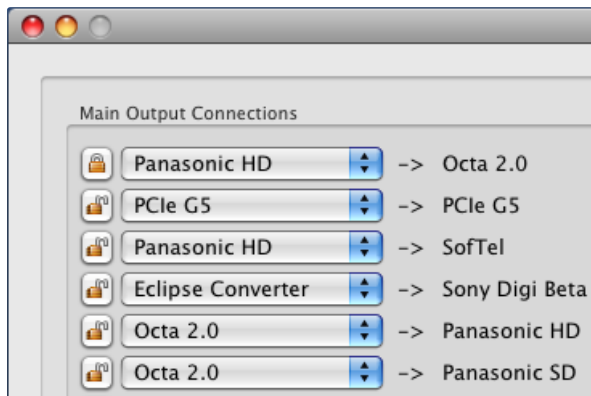 Main Output Connections
Panasonic HD -> Octa 2.0
PCIe G5 -> PCIe G5
Panasonic HD -> SofTel
Eclipse Converter -> Sony Digi Beta
Octa 2.0 -> Panasonic HD
Octa 2.0 -> Panasonic SD